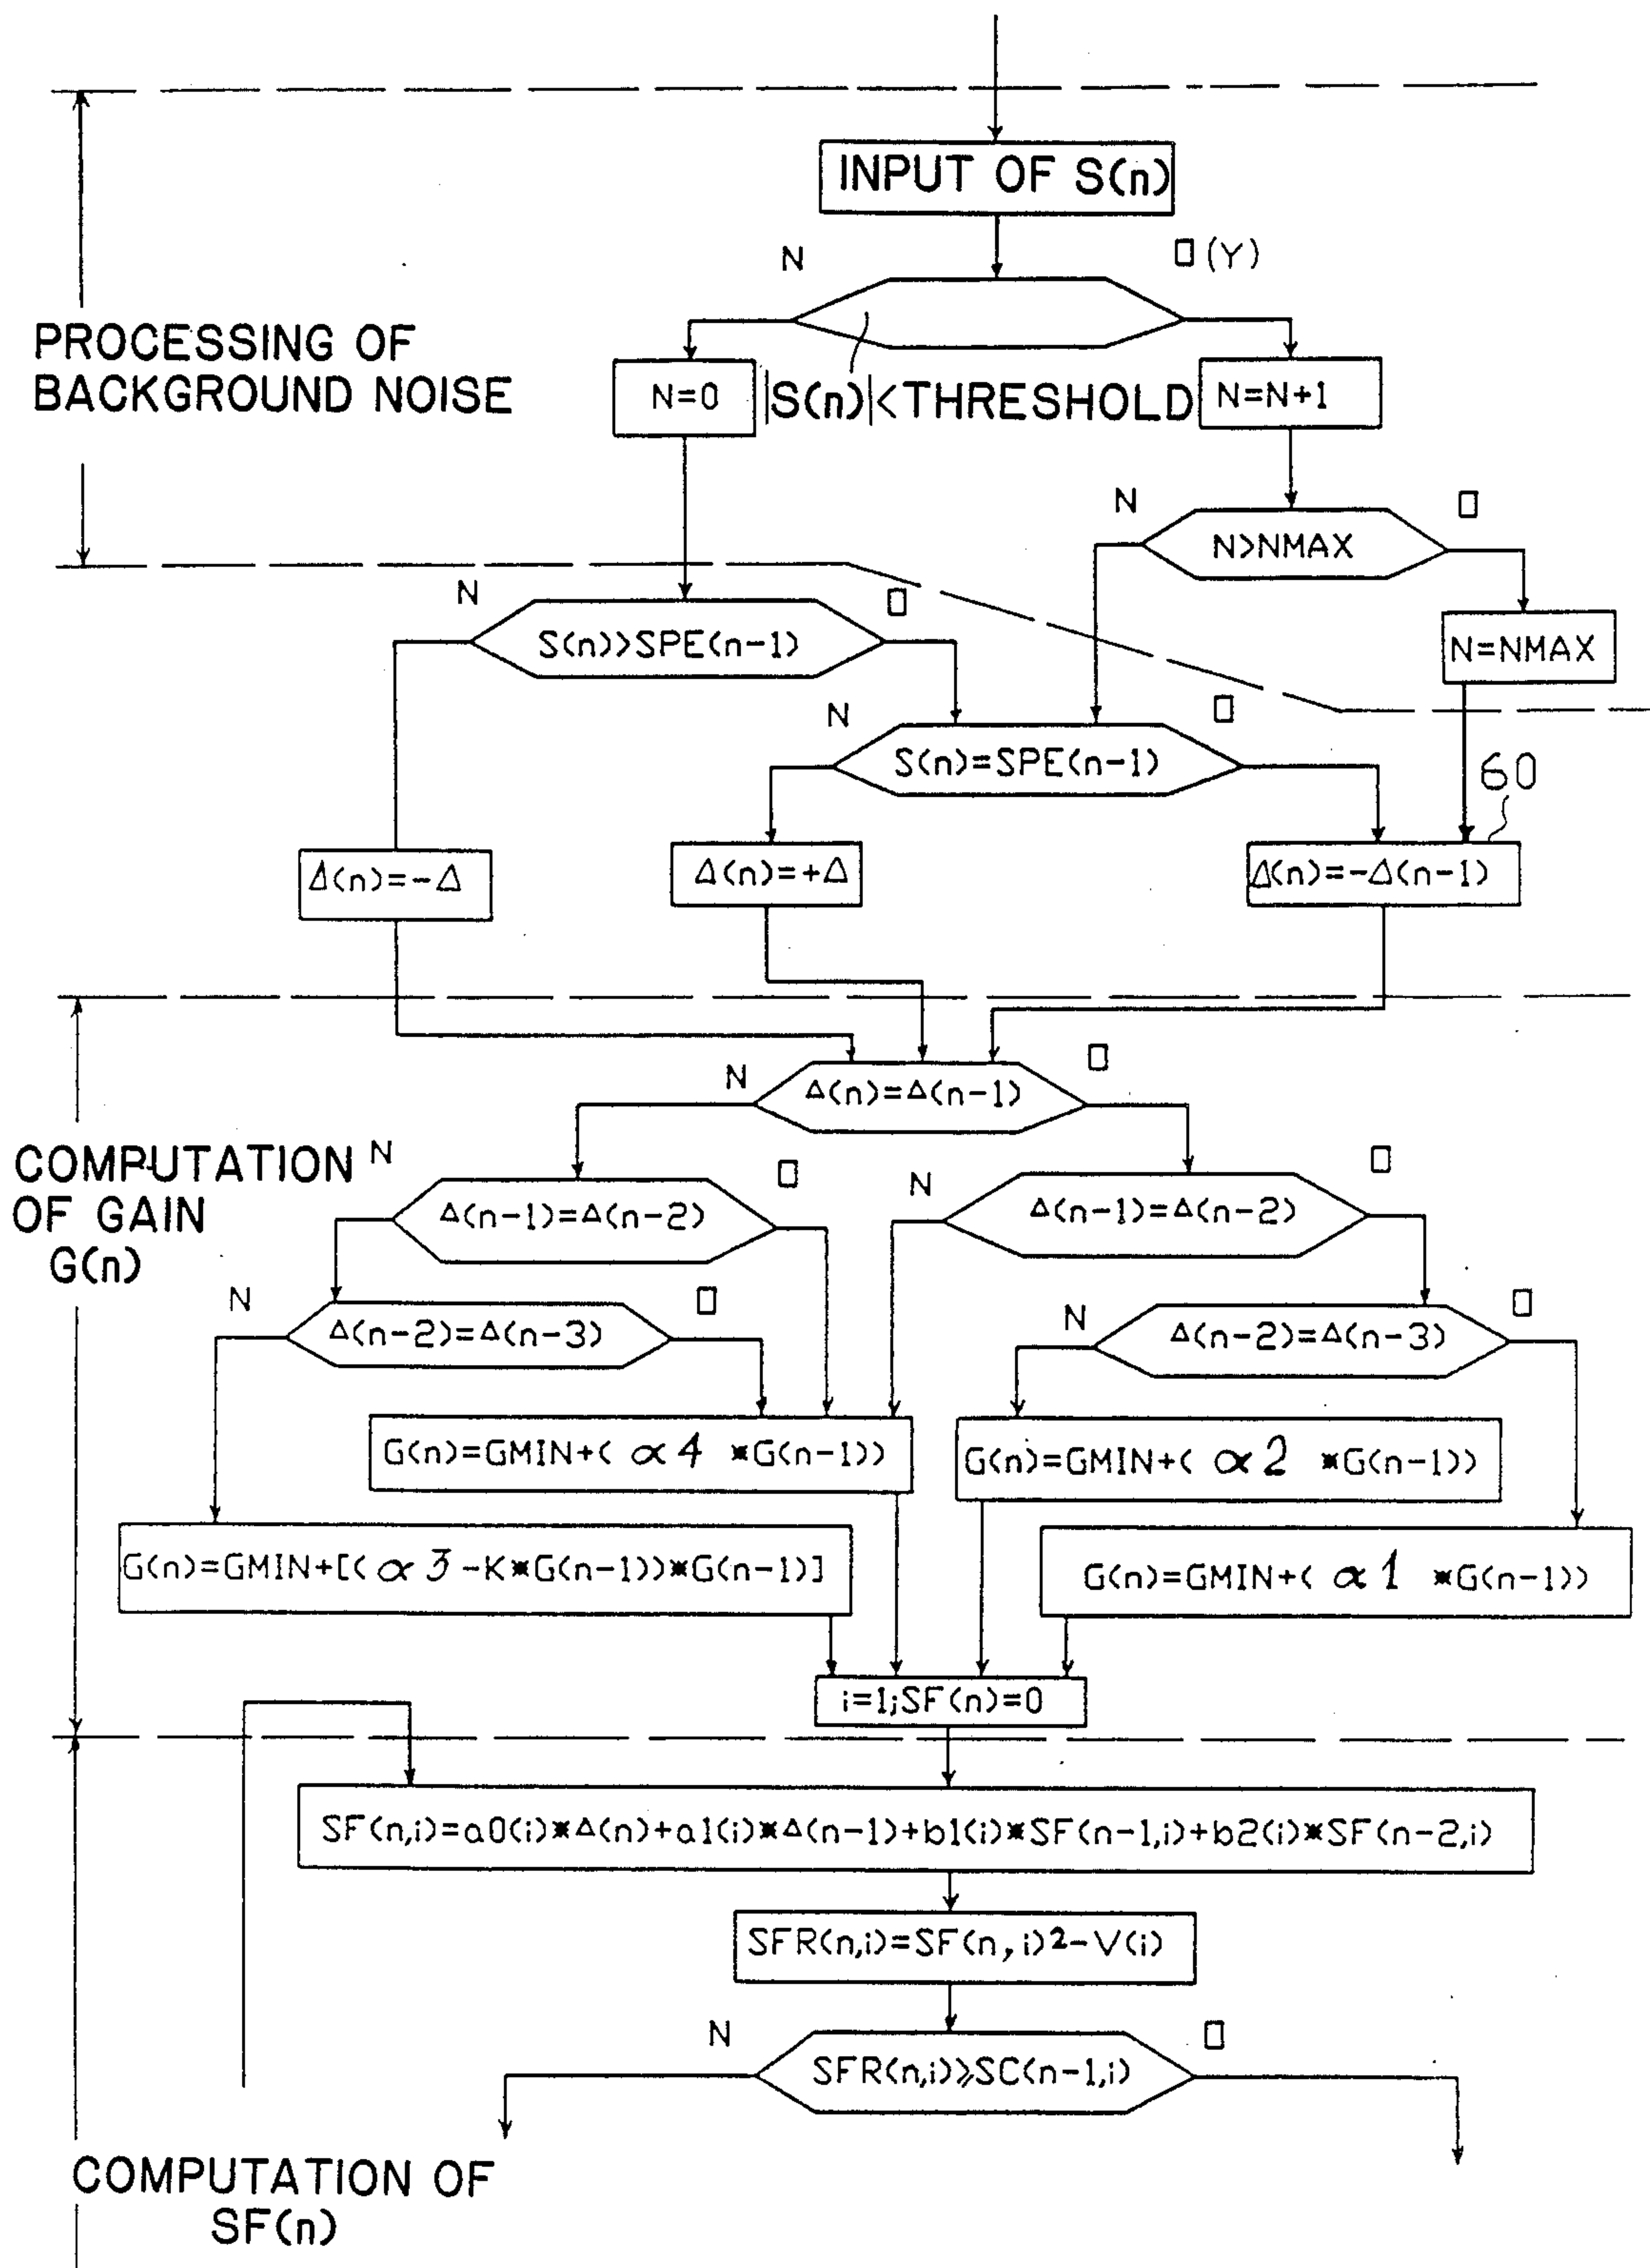 INPUT OF S(n)
N
O (Y)
PROCESSING OF
BACKGROUND NOISE
N=0
|S(n)|<THRESHOLD
N=N+1
N
O
N>NMAX
N
O
S(n)>SPE(n-1)
N=NMAX
N
O
S(n)=SPE(n-1)
60
Δ(n)=-Δ
Δ(n)=+Δ
Δ(n)=-Δ(n-1)
N
O
Δ(n)=Δ(n-1)
COMPUTATION
OF GAIN
G(n)
N
O
Δ(n-1)=Δ(n-2)
N
O
Δ(n-1)=Δ(n-2)
N
O
Δ(n-2)=Δ(n-3)
N
O
Δ(n-2)=Δ(n-3)
G(n)=GMIN+( α4 *G(n-1))
G(n)=GMIN+( α2 *G(n-1))
G(n)=GMIN+[(α3-K*G(n-1))*G(n-1)]
G(n)=GMIN+( α1 *G(n-1))
i=1;SF(n)=0
SF(n,i)=a0(i)*Δ(n)+a1(i)*Δ(n-1)+b1(i)*SF(n-1,i)+b2(i)*SF(n-2,i)
SFR(n,i)=SF(n,i)²-V(i)
N
O
SFR(n,i)⩾SC(n-1,i)
COMPUTATION OF
SF(n)